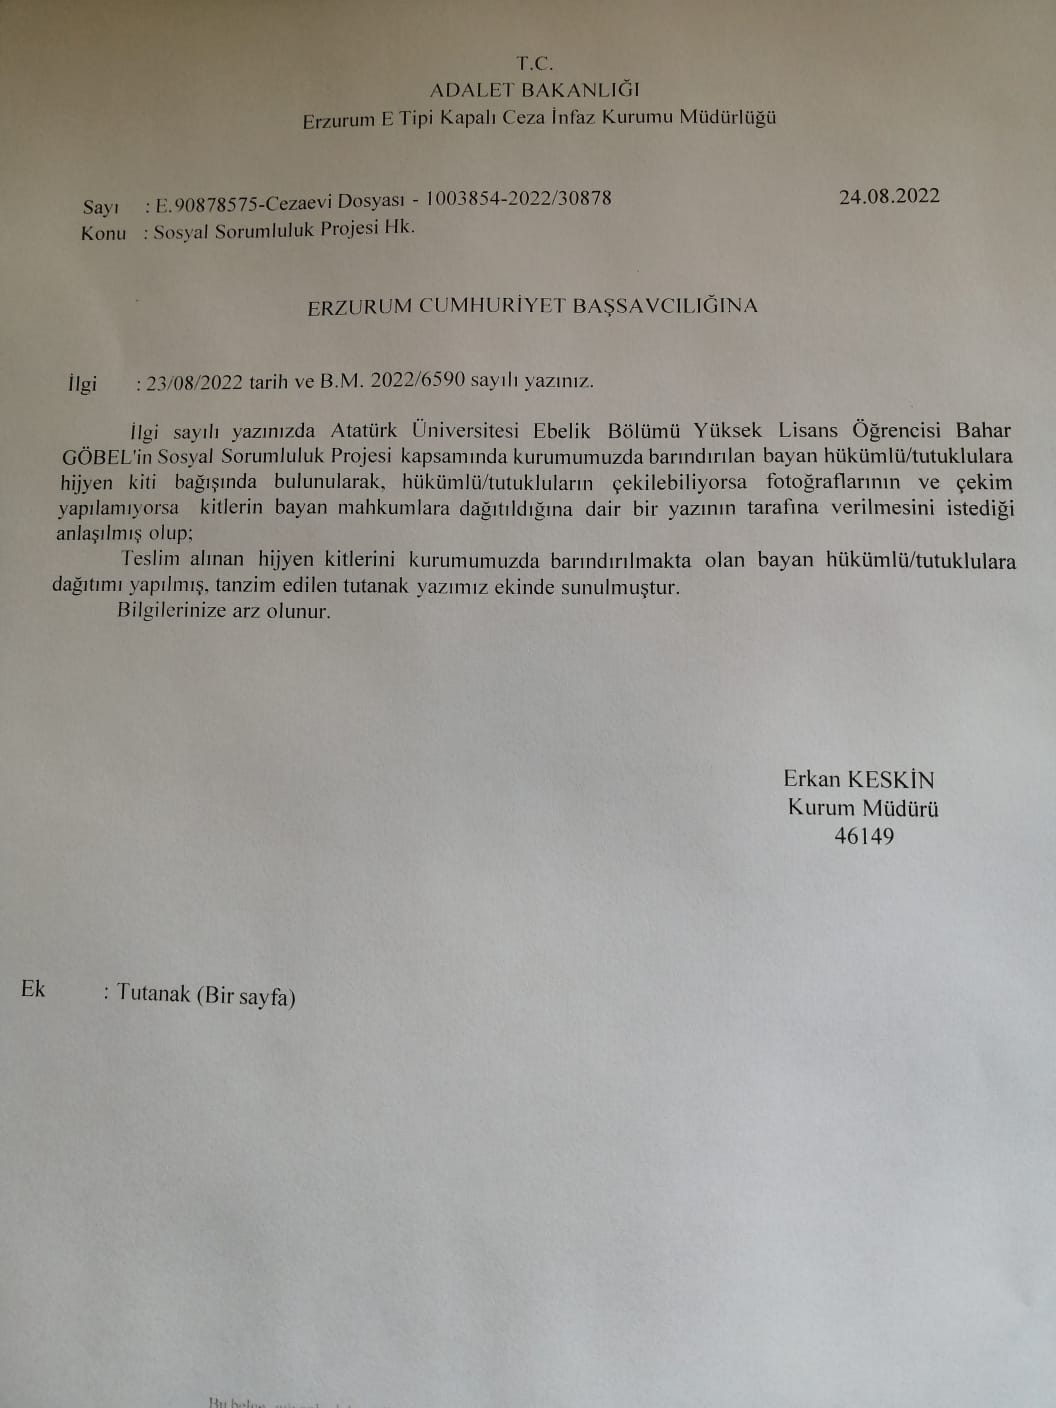 T.C.
ADALET BAKANLIĞI
Erzurum E Tipi Kapalı Ceza İnfaz Kurumu Müdürlüğü
Sayı : E.90878575-Cezaevi Dosyası - 1003854-2022/30878 24.08.2022
Konu : Sosyal Sorumluluk Projesi Hk.
ERZURUM CUMHURİYET BAŞSAVCILIĞINA
İlgi : 23/08/2022 tarih ve B.M. 2022/6590 sayılı yazınız.
İlgi sayılı yazınızda Atatürk Üniversitesi Ebelik Bölümü Yüksek Lisans Öğrencisi Bahar
GÖBEL'in Sosyal Sorumluluk Projesi kapsamında kurumumuzda barındırılan bayan hükümlü/tutuklulara
hijyen kiti bağışında bulunularak, hükümlü/tutukluların çekilebiliyorsa fotoğraflarının ve çekim
yapılamıyorsa kitlerin bayan mahkumlara dağıtıldığına dair bir yazının tarafına verilmesini istediği
anlaşılmış olup;
Teslim alınan hijyen kitlerini kurumumuzda barındırılmakta olan bayan hükümlü/tutuklulara
dağıtımı yapılmış, tanzim edilen tutanak yazımız ekinde sunulmuştur.
Bilgilerinize arz olunur.
Erkan KESKİN
Kurum Müdürü
46149
Ek : Tutanak (Bir sayfa)